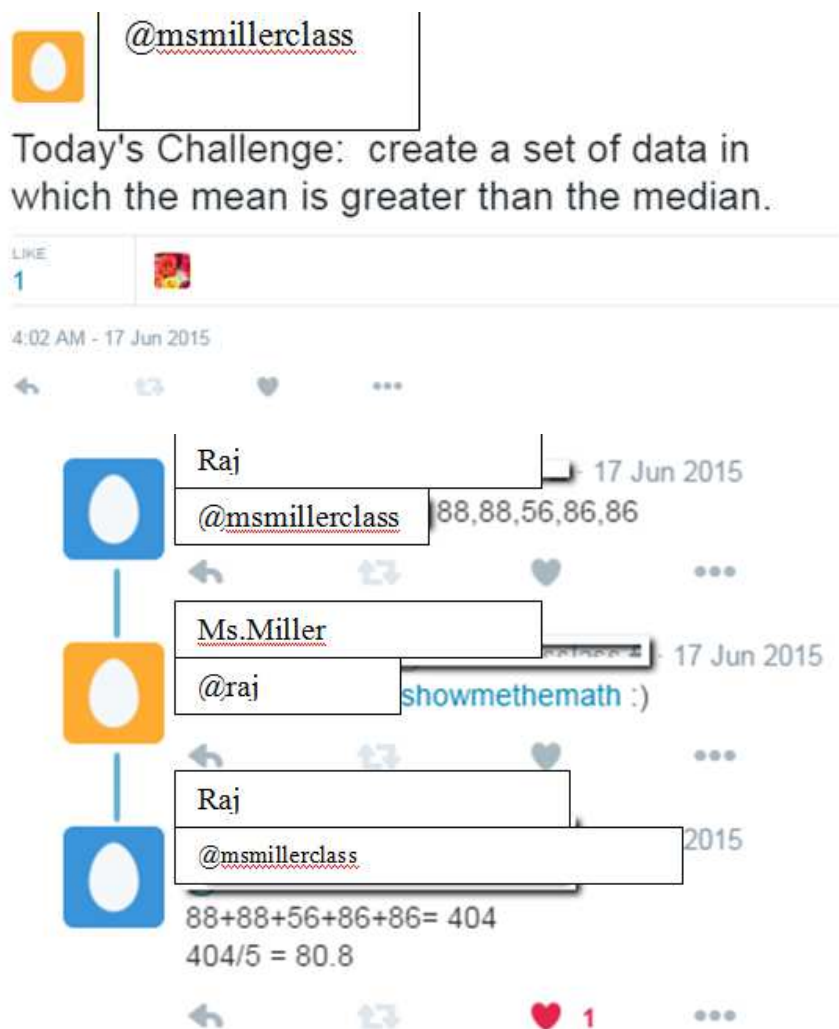 @msmillerclass
Today's Challenge: create a set of data in
which the mean is greater than the median.
LIKE
1
4:02 AM - 17 Jun 2015
Raj
17 Jun 2015
@msmillerclass 88,88,56,86,86
Ms.Miller
17 Jun 2015
@raj showmethemath :)
Raj
2015
@msmillerclass
88+88+56+86+86= 404
404/5 = 80.8
1